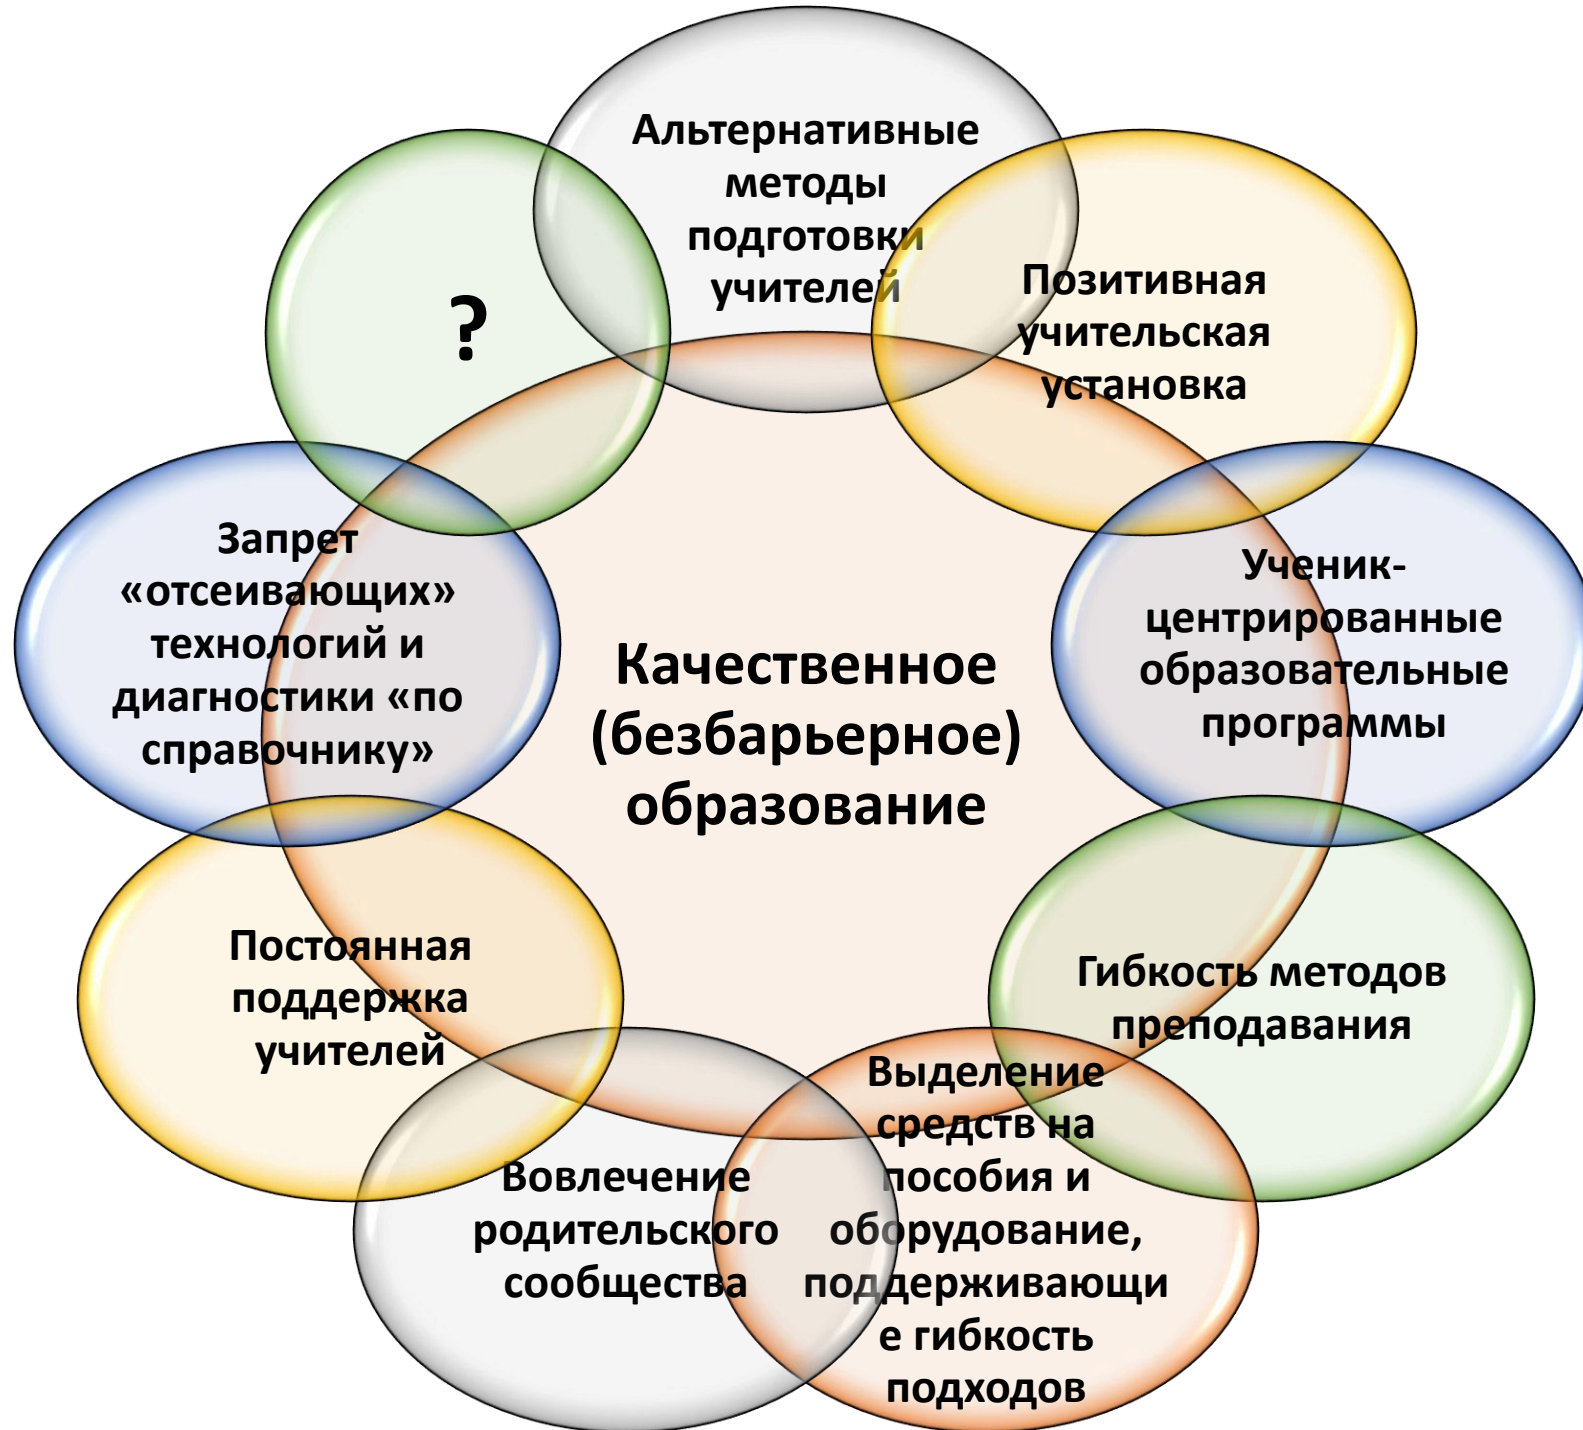 Альтернативные
методы
подготовки
учителей
Позитивная
учительская
установка
Ученик-
центрированные
образовательные
программы
Гибкость методов
преподавания
Выделение
средств на
пособия и
оборудование,
поддерживающи
е гибкость
подходов
Вовлечение
родительского
сообщества
Постоянная
поддержка
учителей
Запрет
«отсеивающих»
технологий и
диагностики «по
справочнику»
?
Качественное
(безбарьерное)
образование